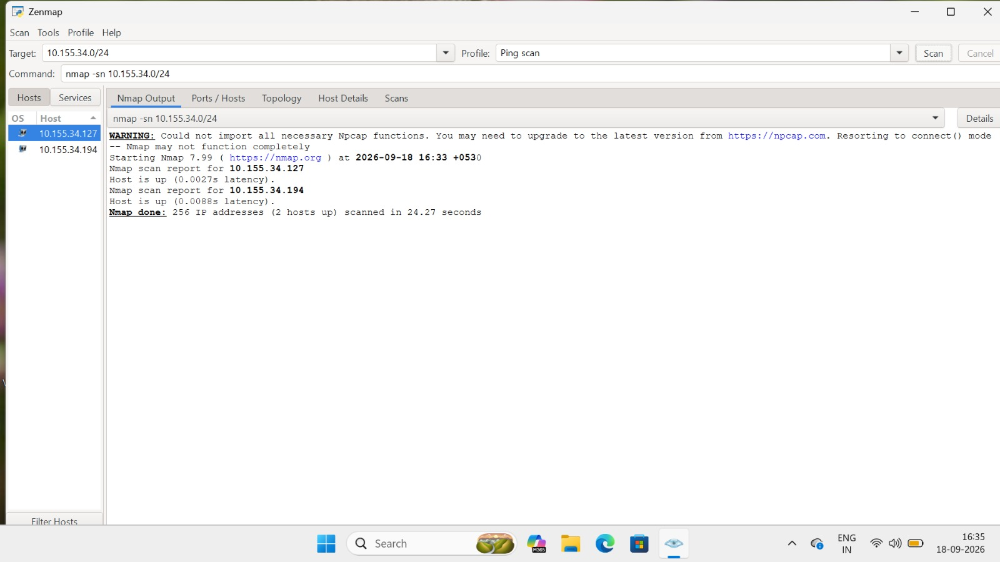 Zenmap
Scan Tools Profile Help
Target: 10.155.34.0/24 Profile: Ping scan Scan Cancel
Command: nmap -sn 10.155.34.0/24
Hosts Services Nmap Output Ports / Hosts Topology Host Details Scans
OS Host nmap -sn 10.155.34.0/24 Details
10.155.34.127
10.155.34.194
WARNING: Could not import all necessary Npcap functions. You may need to upgrade to the latest version from https://npcap.com. Resorting to connect() mode
-- Nmap may not function completely
Starting Nmap 7.99 ( https://nmap.org ) at 2026-09-18 16:33 +0530
Nmap scan report for 10.155.34.127
Host is up (0.0027s latency).
Nmap scan report for 10.155.34.194
Host is up (0.0088s latency).
Nmap done: 256 IP addresses (2 hosts up) scanned in 24.27 seconds
Filter Hosts
Search
M365
ENG
IN
16:35
18-09-2026